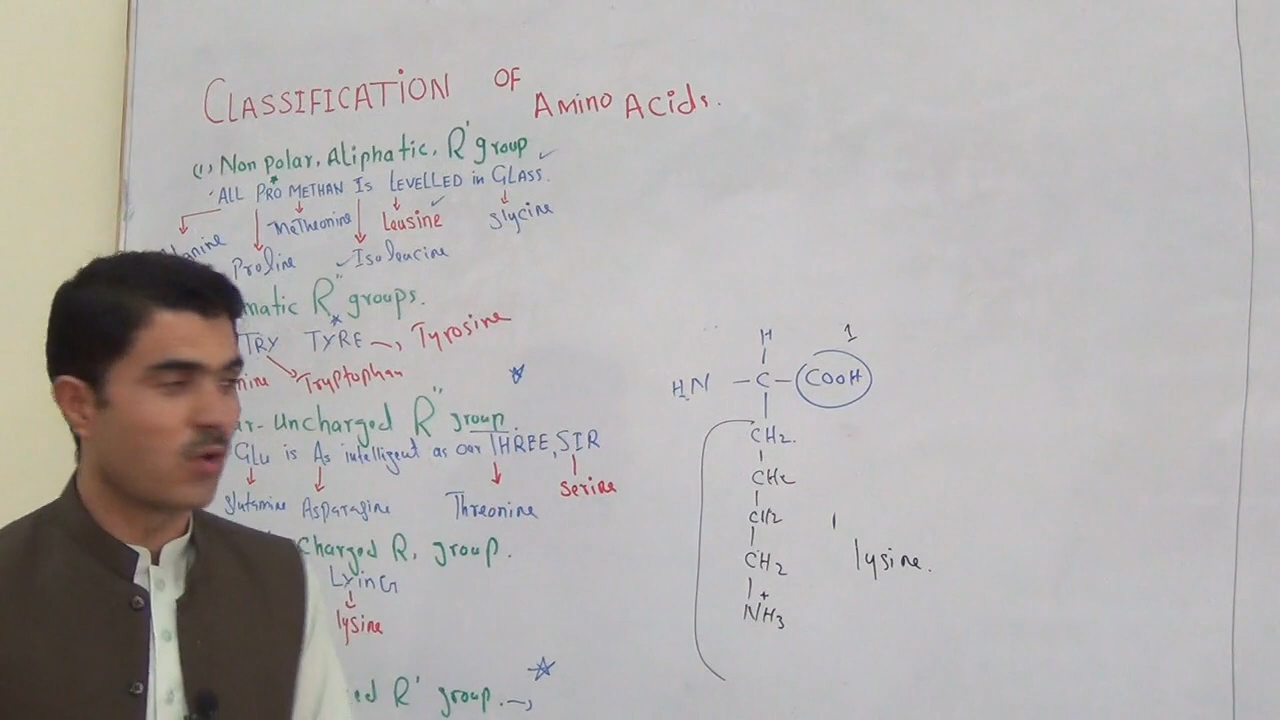 CLASSIFICATION OF Amino Acids.
(1) Non polar, Aliphatic, R' group
ALL PRO METHAN Is LEVELLED in GLASS.
Metheonine Leusine glycine
Proline Isoleucine
R" groups.
TRY TYRE Tyrosine
Tryptophan
Uncharged R" group.
Glu is As intelligent as our THREE, SIR
glutamine Asparagine Threonine Serine
Charged R, group.
LyinG
lysine
R' group.
H
1
H2N - C - COOH
CH2.
CH2
CH2
CH2
+
NH3
lysine.